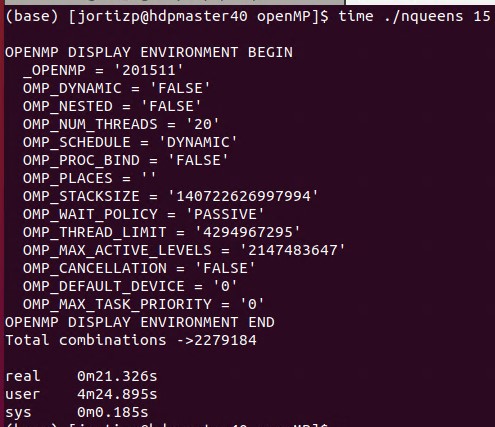 (base) [jortizp@hdpmaster40 openMP]$ time ./nqueens 15
OPENMP DISPLAY ENVIRONMENT BEGIN
_OPENMP = '201511'
OMP_DYNAMIC = 'FALSE'
OMP_NESTED = 'FALSE'
OMP_NUM_THREADS = '20'
OMP_SCHEDULE = 'DYNAMIC'
OMP_PROC_BIND = 'FALSE'
OMP_PLACES = ''
OMP_STACKSIZE = '140722626997994'
OMP_WAIT_POLICY = 'PASSIVE'
OMP_THREAD_LIMIT = '4294967295'
OMP_MAX_ACTIVE_LEVELS = '2147483647'
OMP_CANCELLATION = 'FALSE'
OMP_DEFAULT_DEVICE = '0'
OMP_MAX_TASK_PRIORITY = '0'
OPENMP DISPLAY ENVIRONMENT END
Total combinations ->2279184
real 0m21.326s
user 4m24.895s
sys 0m0.185s